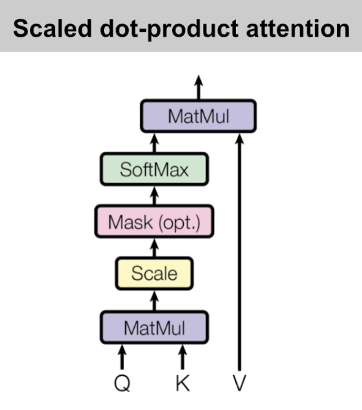 Scaled dot-product attention
MatMul
SoftMax
Mask (opt.)
Scale
MatMul
Q K V